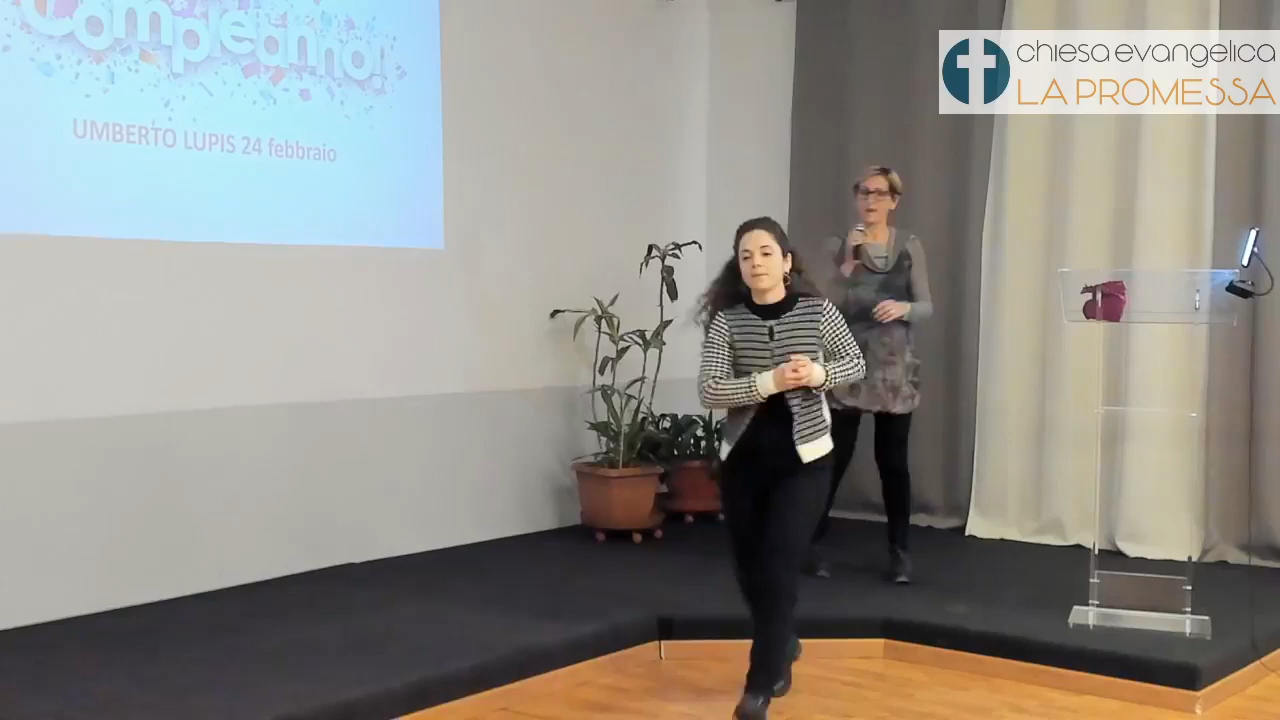 Compleanno!
UMBERTO LUPIS 24 febbraio
chiesa evangelica
LA PROMESSA